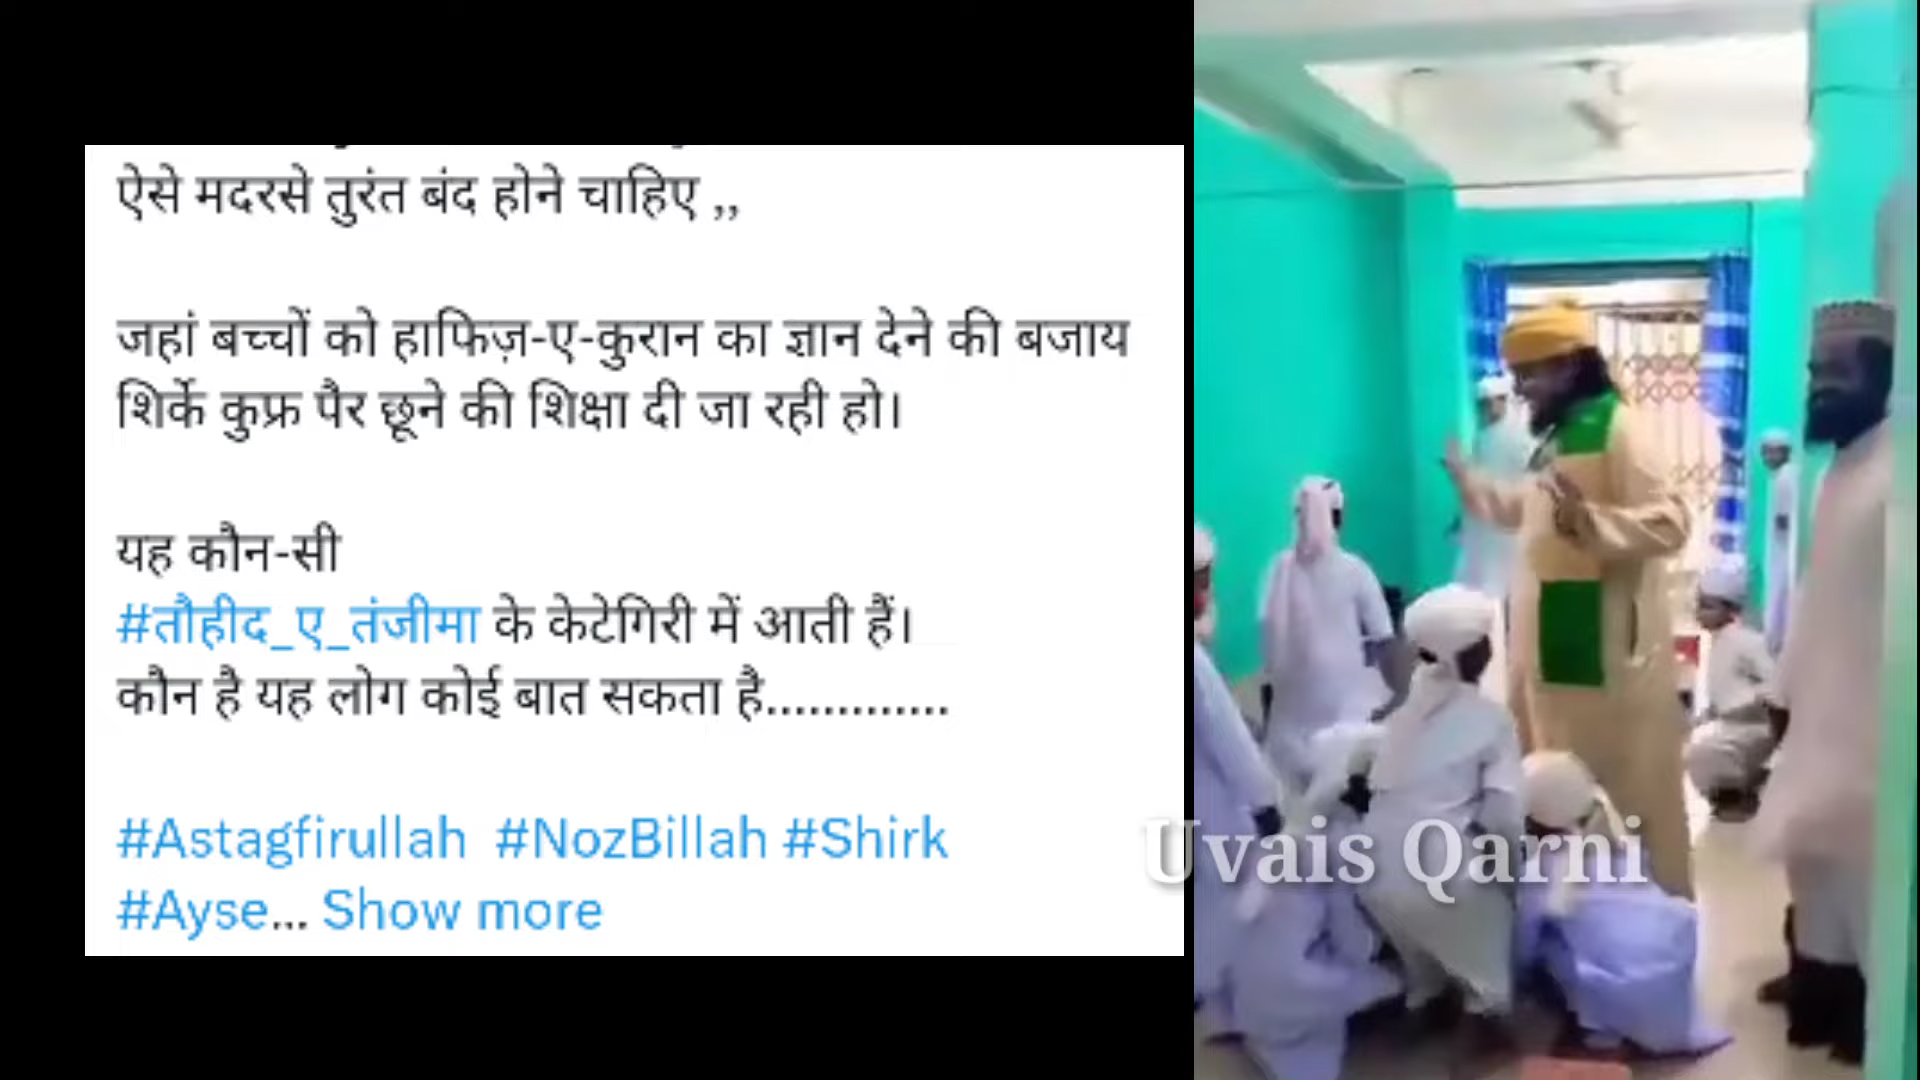 ऐसे मदरसे तुरंत बंद होने चाहिए ,,
जहां बच्चों को हाफिज़-ए-कुरान का ज्ञान देने की बजाय
शिर्के कुफ्र पैर छूने की शिक्षा दी जा रही हो।
यह कौन-सी
#तौहीद_ए_तंजीमा के केटेगिरी में आती हैं।
कौन है यह लोग कोई बात सकता है..............
#Astagfirullah #NozBillah #Shirk
#Ayse... Show more
Uvais Qarni